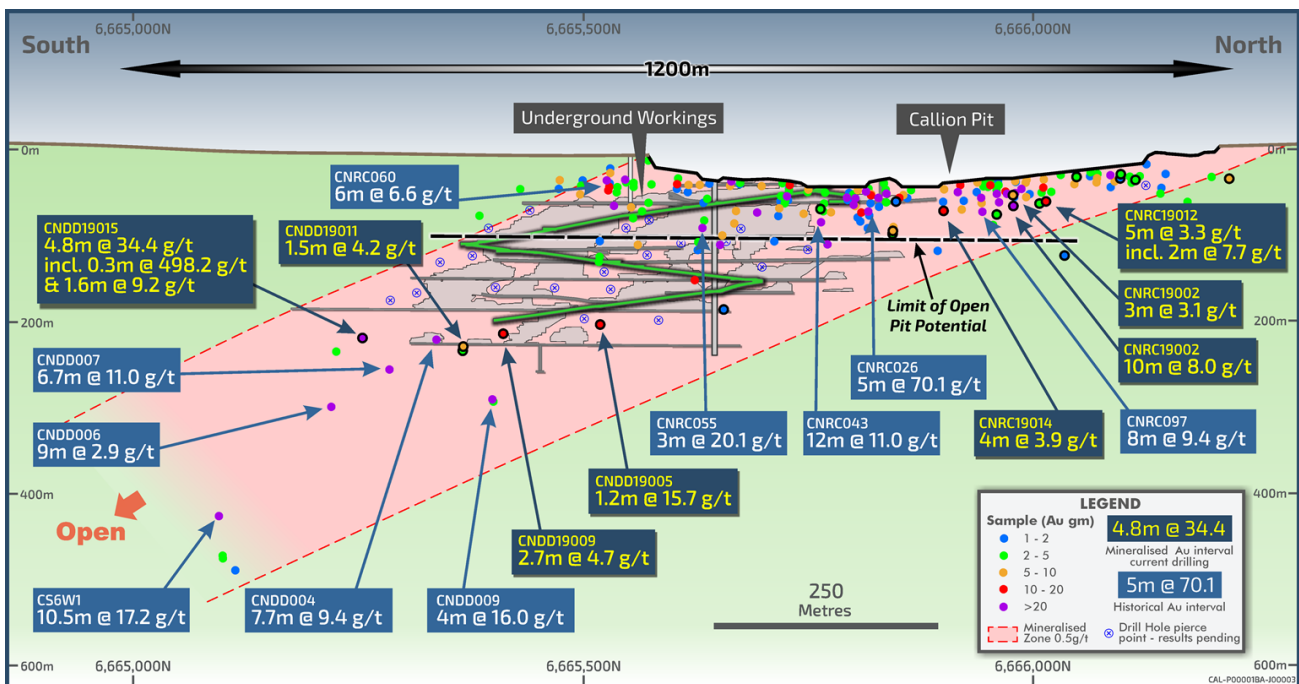 6,665,000N
6,665,500N
6,666,000N
South
North
1200m
Underground Workings
Callion Pit
0m
0m
CNRC060
6m @ 6.6 g/t
CNDD19015
4.8m @ 34.4 g/t
incl. 0.3m @ 498.2 g/t
& 1.6m @ 9.2 g/t
CNDD19011
1.5m @ 4.2 g/t
CNRC19012
5m @ 3.3 g/t
incl. 2m @ 7.7 g/t
CNRC19002
3m @ 3.1 g/t
Limit of Open
Pit Potential
200m
200m
CNRC19002
10m @ 8.0 g/t
CNDD007
6.7m @ 11.0 g/t
CNRC026
5m @ 70.1 g/t
CNDD006
9m @ 2.9 g/t
CNRC055
3m @ 20.1 g/t
CNRC043
12m @ 11.0 g/t
CNRC19014
4m @ 3.9 g/t
CNRC097
8m @ 9.4 g/t
400m
400m
CNDD19005
1.2m @ 15.7 g/t
Open
CNDD19009
2.7m @ 4.7 g/t
CS6W1
10.5m @ 17.2 g/t
CNDD004
7.7m @ 9.4 g/t
CNDD009
4m @ 16.0 g/t
250
Metres
LEGEND
Sample (Au gm)
1 - 2
2 - 5
5 - 10
10 - 20
>20
Mineralised
Zone 0.5g/t
4.8m @ 34.4
Mineralised Au interval
current drilling
5m @ 70.1
Historical Au interval
Drill Hole pierce
point - results pending
600m
600m
6,665,000N
6,665,500N
6,666,000N
CAL-P00001BA-J00003